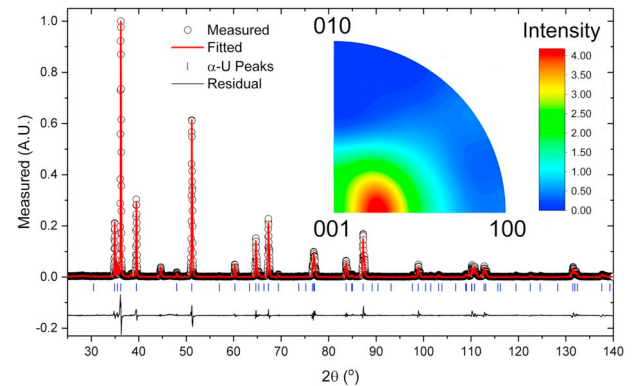 010
Intensity
Measured
Fitted
α-U Peaks
Residual
4.00
3.50
3.00
2.50
2.00
1.50
1.00
0.50
0.00
001
100
1.0
0.8
0.6
0.4
0.2
0.0
-0.2
Measured (A.U.)
30 40 50 60 70 80 90 100 110 120 130 140
2θ (°)